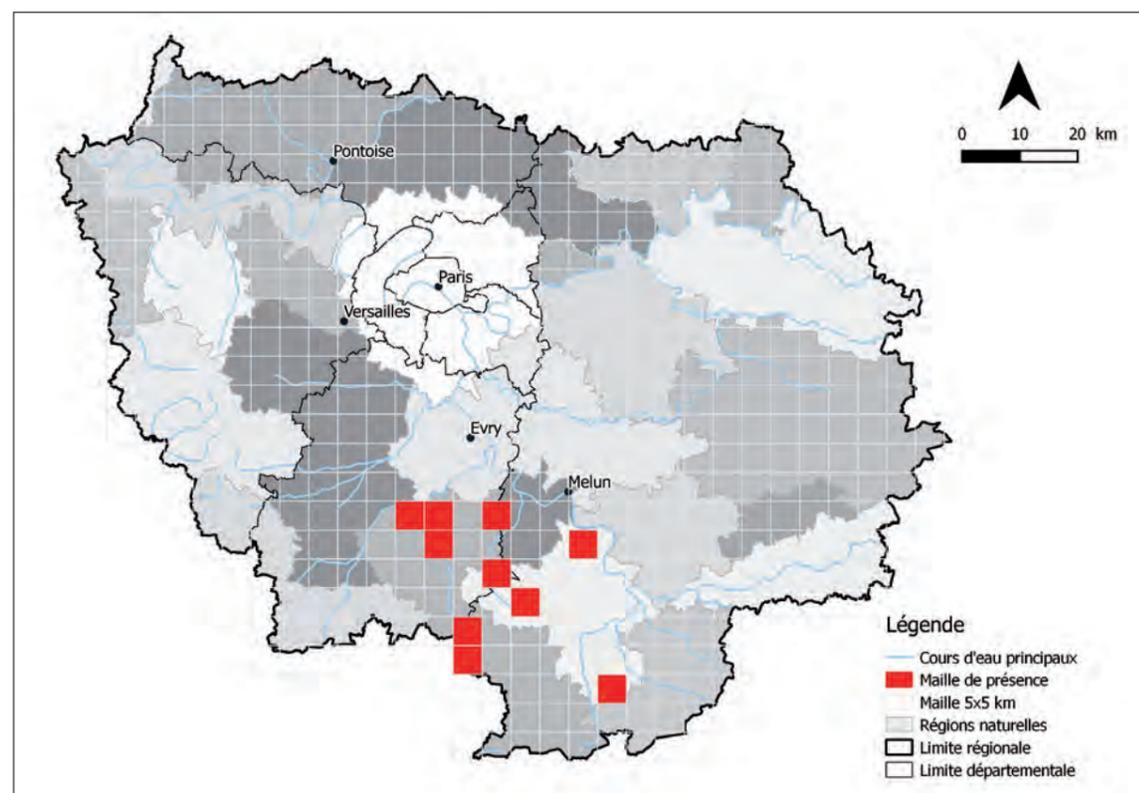 Pontoise
0 10 20 km
Paris
Versailles
Evry
Melun
Légende
Cours d'eau principaux
Maille de présence
Maille 5x5 km
Régions naturelles
Limite régionale
Limite départementale